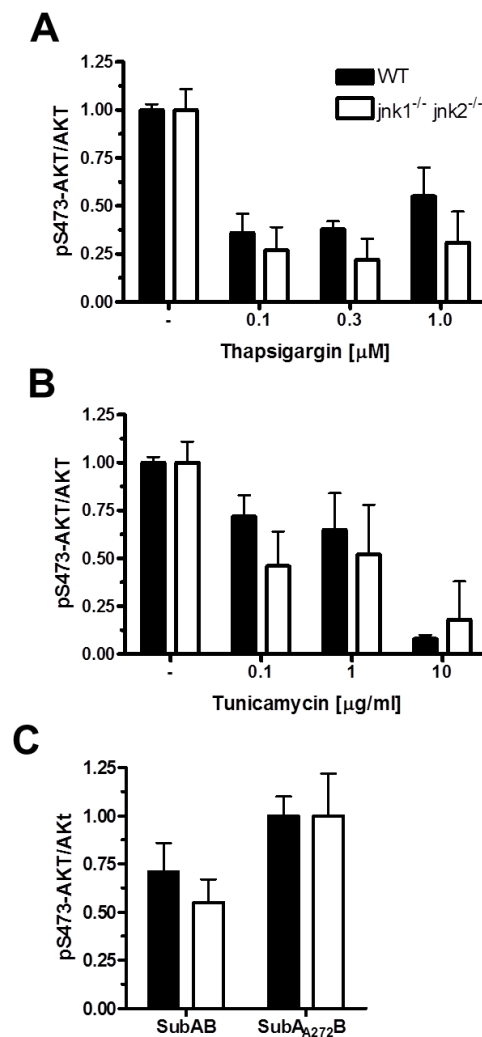 A
1.25
1.00
0.75
0.50
0.25
0.00
pS473-AKT/AKT
WT
jnk1-/- jnk2-/-
- 0.1 0.3 1.0
Thapsigargin [μM]
B
1.25
1.00
0.75
0.50
0.25
0.00
pS473-AKT/AKT
- 0.1 1 10
Tunicamycin [μg/ml]
C
1.25
1.00
0.75
0.50
0.25
0.00
pS473-AKT/AKt
SubAB SubAA272B